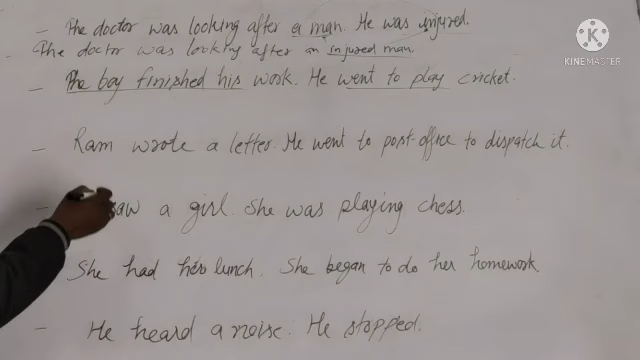 - The doctor was looking after a man. He was injured.
The doctor was looking after an injured man.
- The boy finished his work. He went to play cricket.
- Ram wrote a letter. He went to post-office to dispatch it.
- saw a girl. She was playing chess.
She had her lunch. She began to do her homework.
- He heard a noise. He stopped.
KINEMASTER